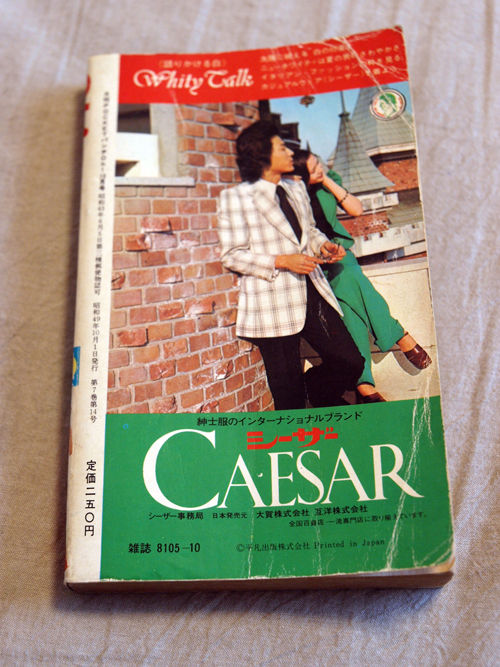 《語りかける白》
Whity Talk
昭和49年10月1日発行
第7巻第14号
定価二五〇円
紳士服のインターナショナルブランド
シーザー
CAESAR
シーザー事務局 日本発売元 大賀株式会社 互洋株式会社
全国百貨店・一流専門店に取り揃えています。
雑誌 8105-10
©平凡出版株式会社 Printed in Japan